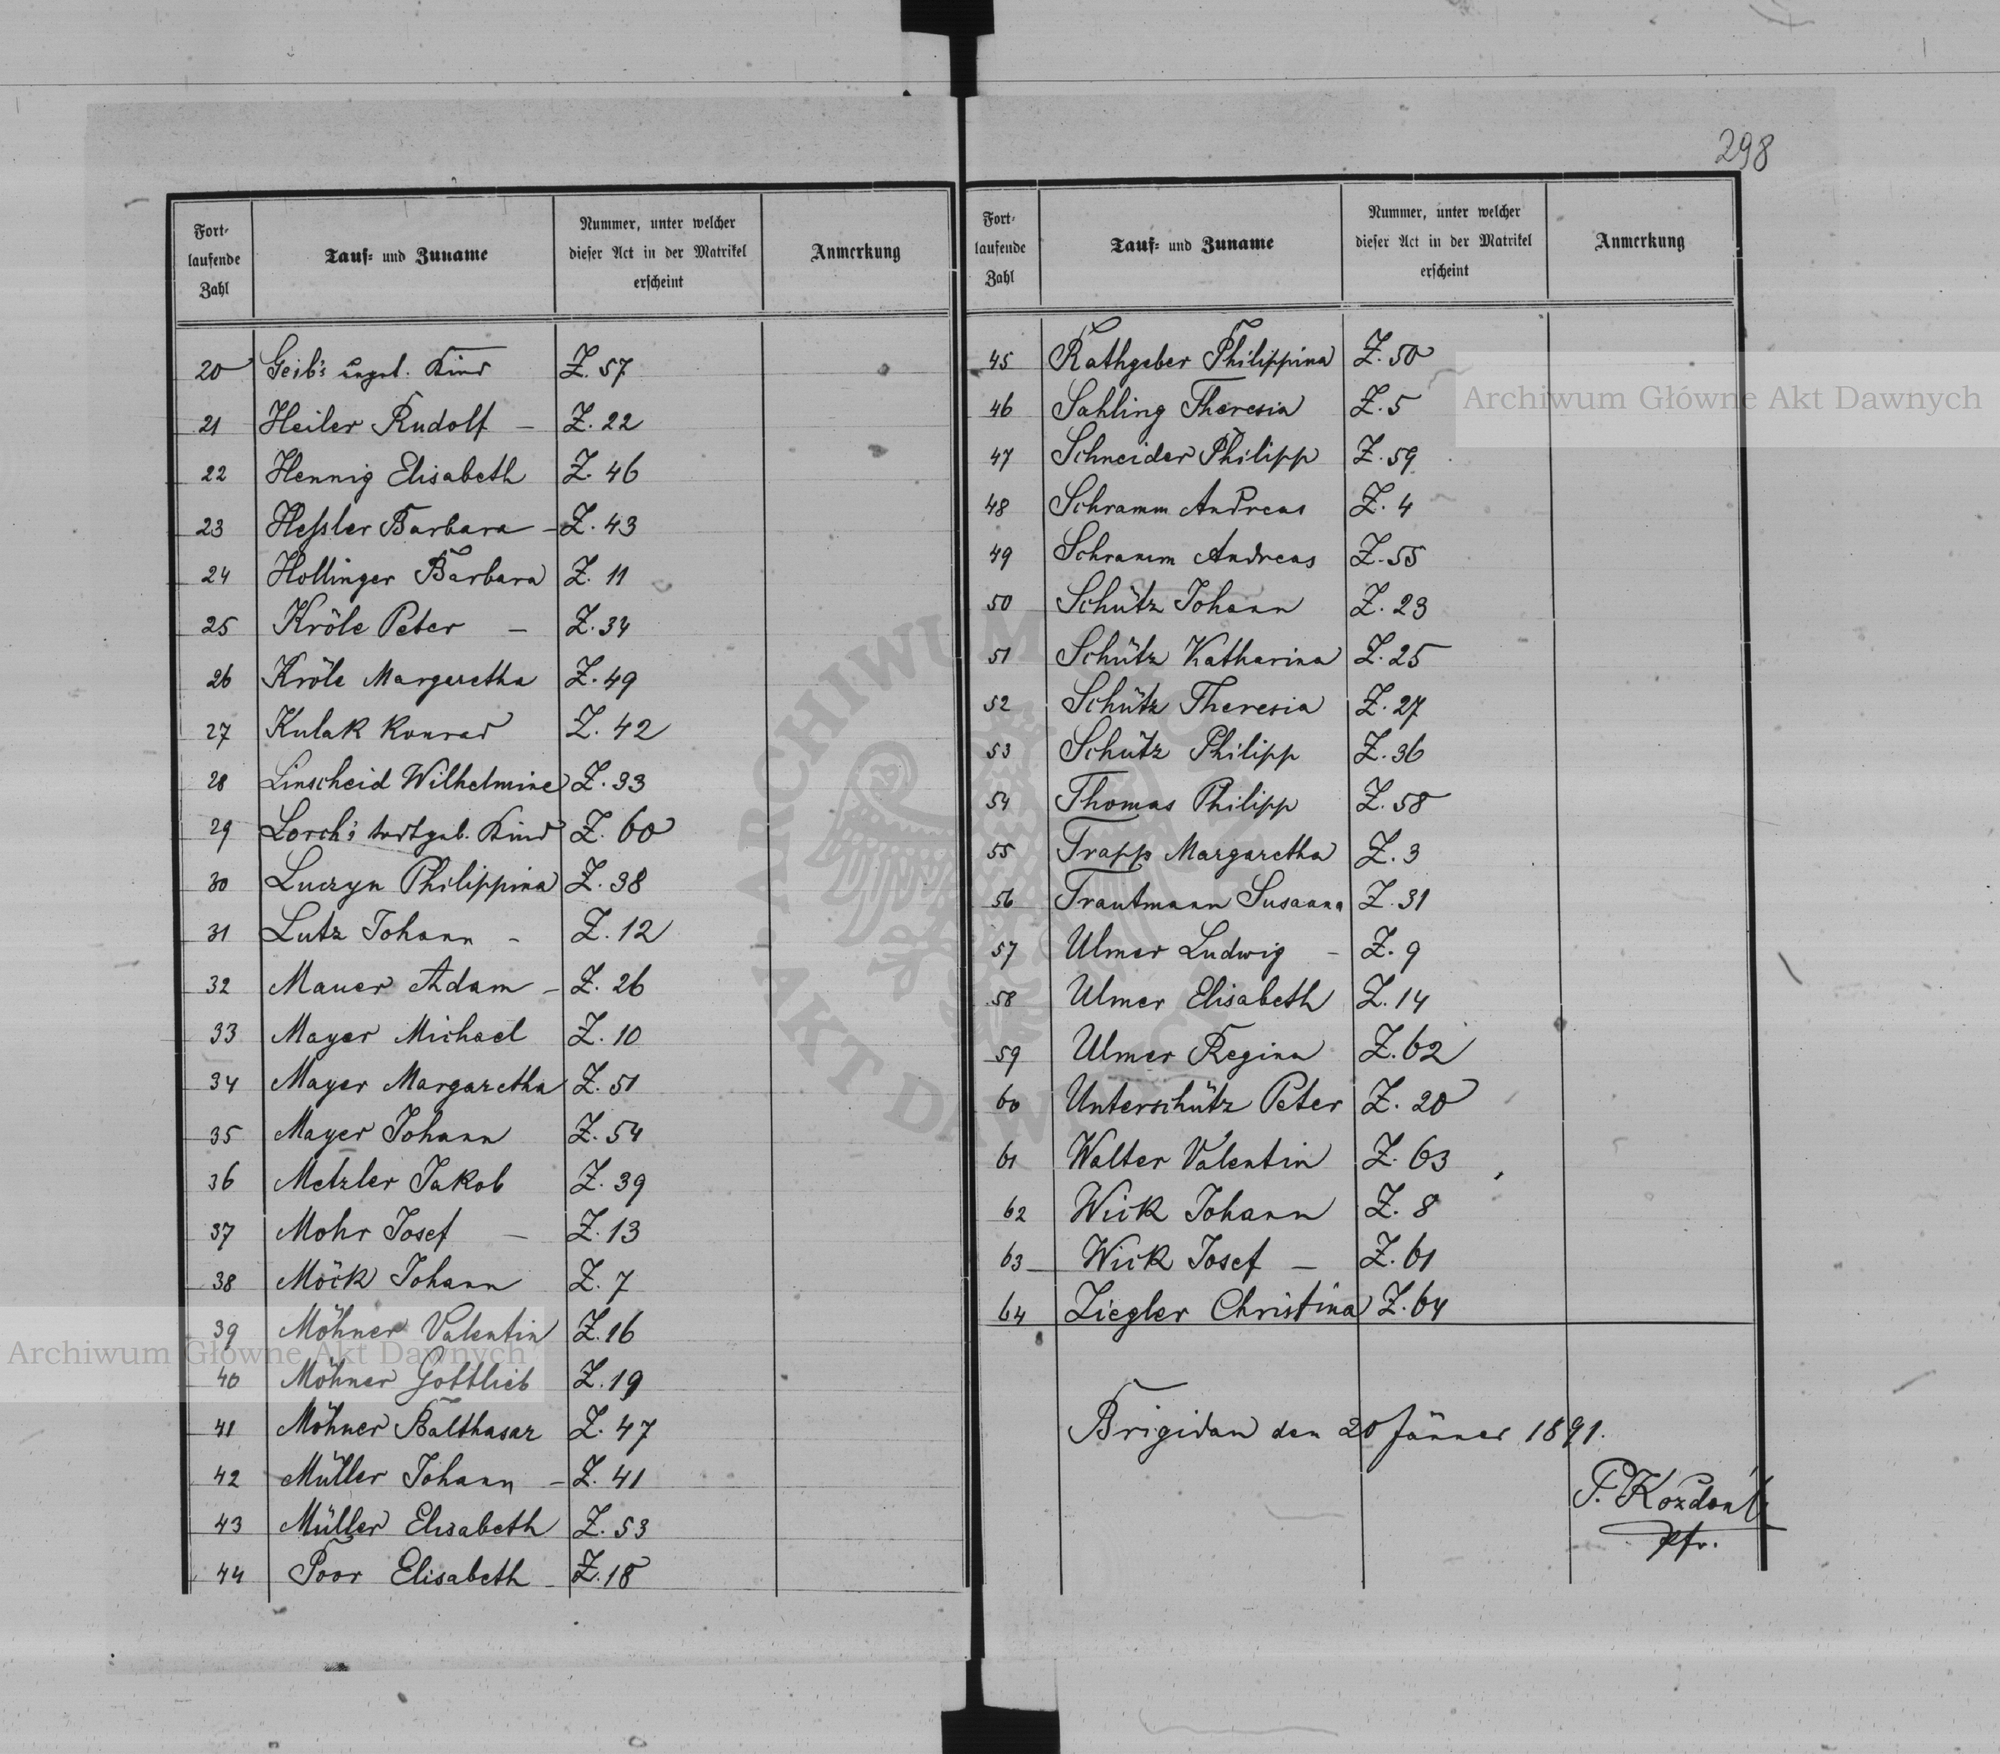 298
Fort-
laufende
Zahl
Tauf- und Zuname
Nummer, unter welcher
dieser Act in der Matrikel
erscheint
Anmerkung
20 Geib's Kind Z. 57
21 Heiler Rudolf – Z. 22
22 Hennig Elisabeth Z. 46
23 Heſsler Barbara – Z. 43
24 Hollinger Barbara Z. 11
25 Kröle Peter – Z. 34
26 Kröle Margaretha Z. 49
27 Kulak Konrad Z. 42
28 Linscheid Wilhelmine Z. 33
29 Lorch's todtgeb. Kind Z. 60
30 Luczyn Philippina Z. 38
31 Lutz Johann - Z. 12
32 Mauer Adam – Z. 26
33 Mayer Michael Z. 10
34 Mayer Margaretha Z. 51
35 Mayer Johann Z. 54
36 Metzler Jakob Z. 39
37 Mohr Josef – Z. 13
38 Möck Johann Z. 7
39 Möhner Valentin Z. 16
40 Möhner Gottlieb Z. 19
41 Möhner Balthasar Z. 47
42 Müller Johann – Z. 41
43 Müller Elisabeth Z. 53
44 Poor Elisabeth – Z. 18
Fort-
laufende
Zahl
Tauf- und Zuname
Nummer, unter welcher
dieser Act in der Matrikel
erscheint
Anmerkung
45 Rathgeber Philippina Z. 50
46 Sahling Theresia Z. 5
47 Schneider Philipp Z. 59
48 Schramm Andreas Z. 4
49 Schramm Andreas Z. 55
50 Schütz Johann Z. 23
51 Schütz Katharina Z. 25
52 Schütz Theresia Z. 27
53 Schütz Philipp Z. 36
54 Thomas Philipp Z. 58
55 Trapp Margaretha Z. 3
56 Trautmann Susanna Z. 31
57 Ulmer Ludwig – Z. 9
58 Ulmer Elisabeth Z. 14
59 Ulmer Regina Z. 62
60 Unterschütz Peter Z. 20
61 Walter Valentin Z. 63
62 Wick Johann Z. 8
63 Wick Josef – Z. 61
64 Ziegler Christina Z. 64
Brigidau den 20 Jänner 1891.
Pfr.
Archiwum Główne Akt Dawnych
Archiwum Główne Akt Dawnych